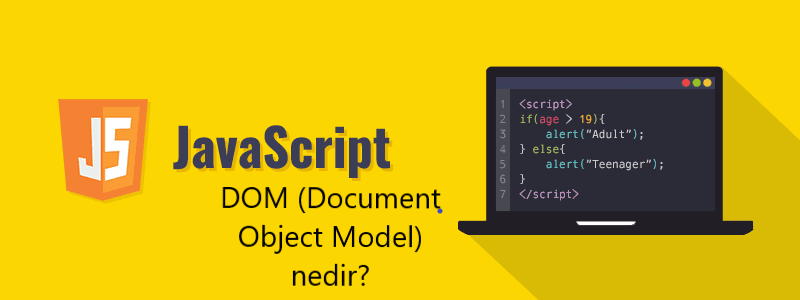 JS
JavaScript
DOM (Document
Object Model)
nedir?
1 <script>
2 if(age > 19){
3 alert("Adult");
4 } else{
5 alert("Teenager");
6 }
7 </script>